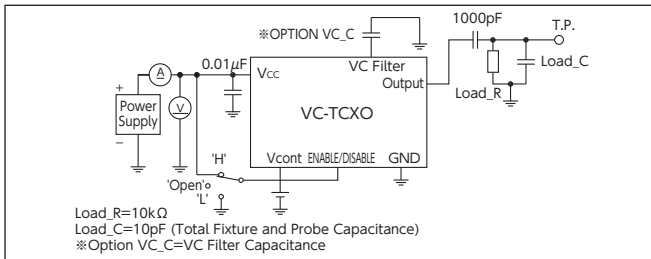 1000pF
T.P.
※OPTION VC_C
0.01μF
VCC
VC Filter
Output
Load_C
Load_R
+
A
V
Power
Supply
−
VC-TCXO
'H'
Vcont
ENABLE/DISABLE
GND
'Open'
'L'
Load_R=10kΩ
Load_C=10pF (Total Fixture and Probe Capacitance)
※Option VC_C=VC Filter Capacitance